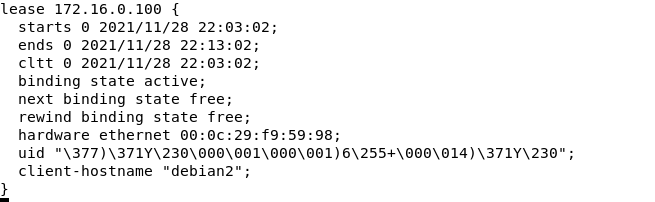 lease 172.16.0.100 {
  starts 0 2021/11/28 22:03:02;
  ends 0 2021/11/28 22:13:02;
  cltt 0 2021/11/28 22:03:02;
  binding state active;
  next binding state free;
  rewind binding state free;
  hardware ethernet 00:0c:29:f9:59:98;
  uid "\377)\371Y\230\000\001\000\001)6\255+\000\014)\371Y\230";
  client-hostname "debian2";
}